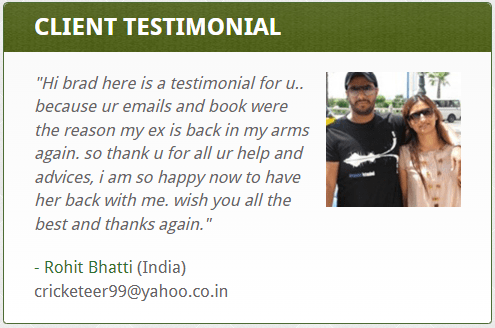 CLIENT TESTIMONIAL
"Hi brad here is a testimonial for u..
because ur emails and book were
the reason my ex is back in my arms
again. so thank u for all ur help and
advices, i am so happy now to have
her back with me. wish you all the
best and thanks again."
- Rohit Bhatti (India)
cricketeer99@yahoo.co.in